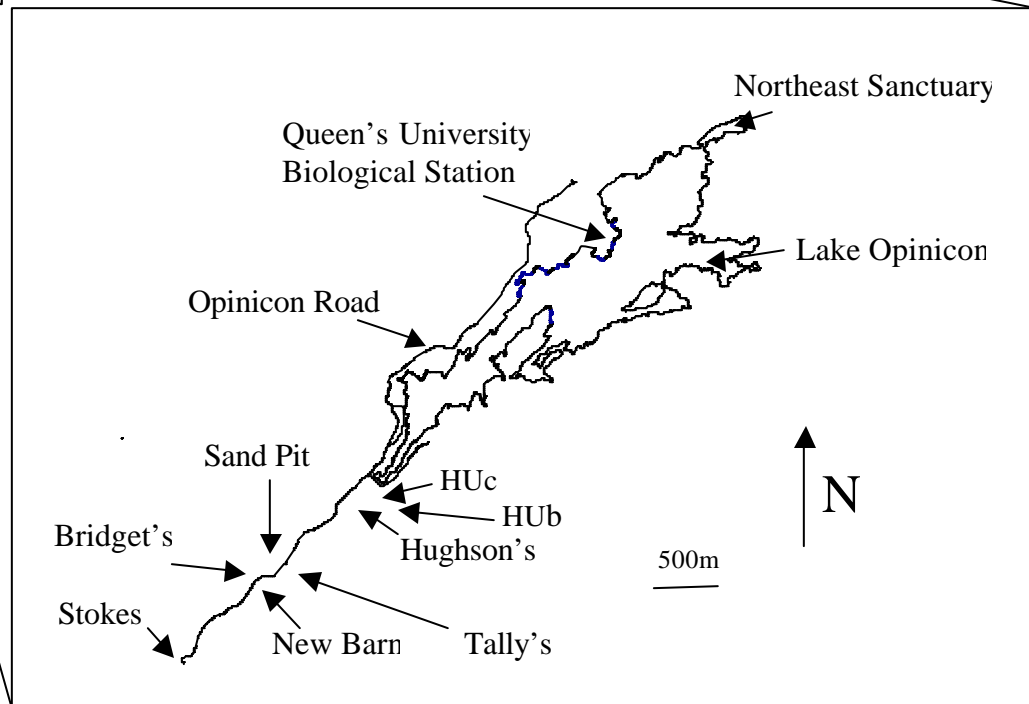 Northeast Sanctuary
Queen's University
Biological Station
Lake Opinicon
Opinicon Road
Sand Pit
HUc
N
HUb
Bridget's
Hughson's
500m
Stokes
New Barn
Tally's